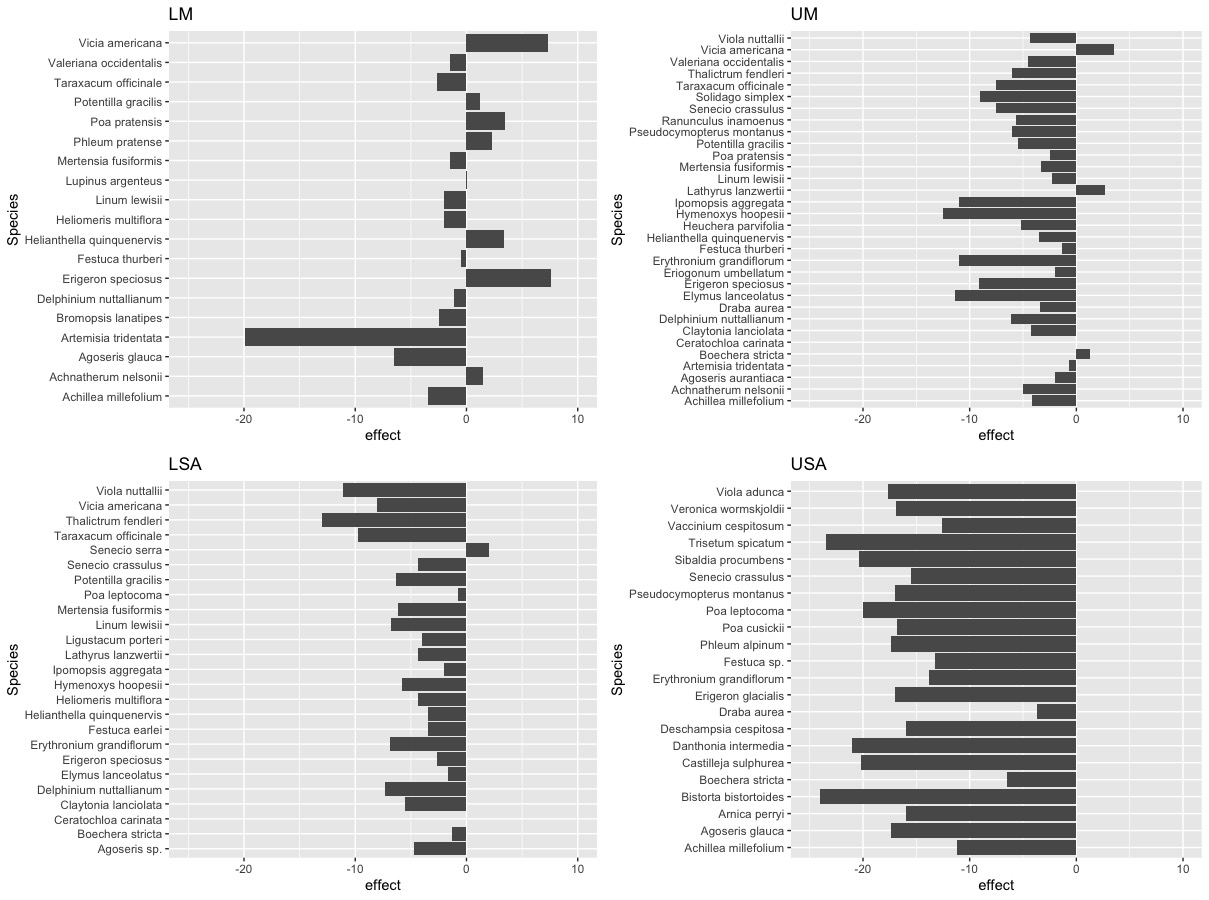 LM
Species
Vicia americana
Valeriana occidentalis
Taraxacum officinale
Potentilla gracilis
Poa pratensis
Phleum pratense
Mertensia fusiformis
Lupinus argenteus
Linum lewisii
Heliomeris multiflora
Helianthella quinquenervis
Festuca thurberi
Erigeron speciosus
Delphinium nuttallianum
Bromopsis lanatipes
Artemisia tridentata
Agoseris glauca
Achnatherum nelsonii
Achillea millefolium
-20 -10 0 10
effect
UM
Species
Viola nuttallii
Vicia americana
Valeriana occidentalis
Thalictrum fendleri
Taraxacum officinale
Solidago simplex
Senecio crassulus
Ranunculus inamoenus
Pseudocymopterus montanus
Potentilla gracilis
Poa pratensis
Mertensia fusiformis
Linum lewisii
Lathyrus lanzwertii
Ipomopsis aggregata
Hymenoxys hoopesii
Heuchera parvifolia
Helianthella quinquenervis
Festuca thurberi
Erythronium grandiflorum
Eriogonum umbellatum
Erigeron speciosus
Elymus lanceolatus
Draba aurea
Delphinium nuttallianum
Claytonia lanciolata
Ceratochloa carinata
Boechera stricta
Artemisia tridentata
Agoseris aurantiaca
Achnatherum nelsonii
Achillea millefolium
-20 -10 0 10
effect
LSA
Species
Viola nuttallii
Vicia americana
Thalictrum fendleri
Taraxacum officinale
Senecio serra
Senecio crassulus
Potentilla gracilis
Poa leptocoma
Mertensia fusiformis
Linum lewisii
Ligustacum porteri
Lathyrus lanzwertii
Ipomopsis aggregata
Hymenoxys hoopesii
Heliomeris multiflora
Helianthella quinquenervis
Festuca earlei
Erythronium grandiflorum
Erigeron speciosus
Elymus lanceolatus
Delphinium nuttallianum
Claytonia lanciolata
Ceratochloa carinata
Boechera stricta
Agoseris sp.
-20 -10 0 10
effect
USA
Species
Viola adunca
Veronica wormskjoldii
Vaccinium cespitosum
Trisetum spicatum
Sibaldia procumbens
Senecio crassulus
Pseudocymopterus montanus
Poa leptocoma
Poa cusickii
Phleum alpinum
Festuca sp.
Erythronium grandiflorum
Erigeron glacialis
Draba aurea
Deschampsia cespitosa
Danthonia intermedia
Castilleja sulphurea
Boechera stricta
Bistorta bistortoides
Arnica perryi
Agoseris glauca
Achillea millefolium
-20 -10 0 10
effect